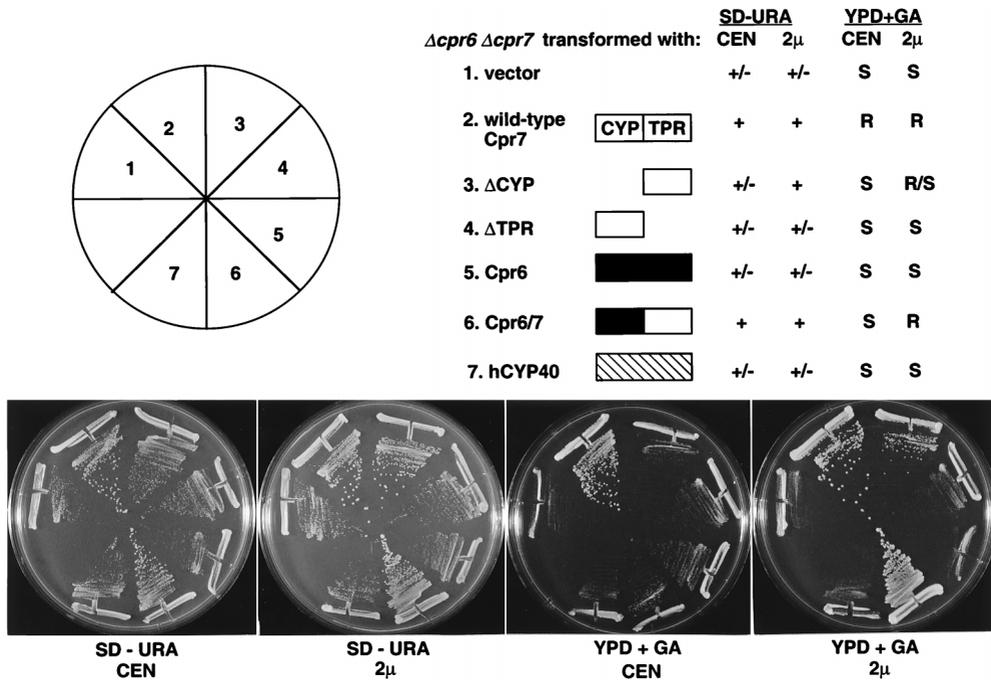 SD-URA YPD+GA
Δcpr6 Δcpr7 transformed with: CEN 2μ CEN 2μ
1. vector +/- +/- S S
2. wild-type Cpr7 CYP TPR + + R R
3. ΔCYP +/- + S R/S
4. ΔTPR +/- +/- S S
5. Cpr6 +/- +/- S S
6. Cpr6/7 + + S R
7. hCYP40 +/- +/- S S
2 3
1 4
5
7 6
SD - URA SD - URA YPD + GA YPD + GA
CEN 2μ CEN 2μ